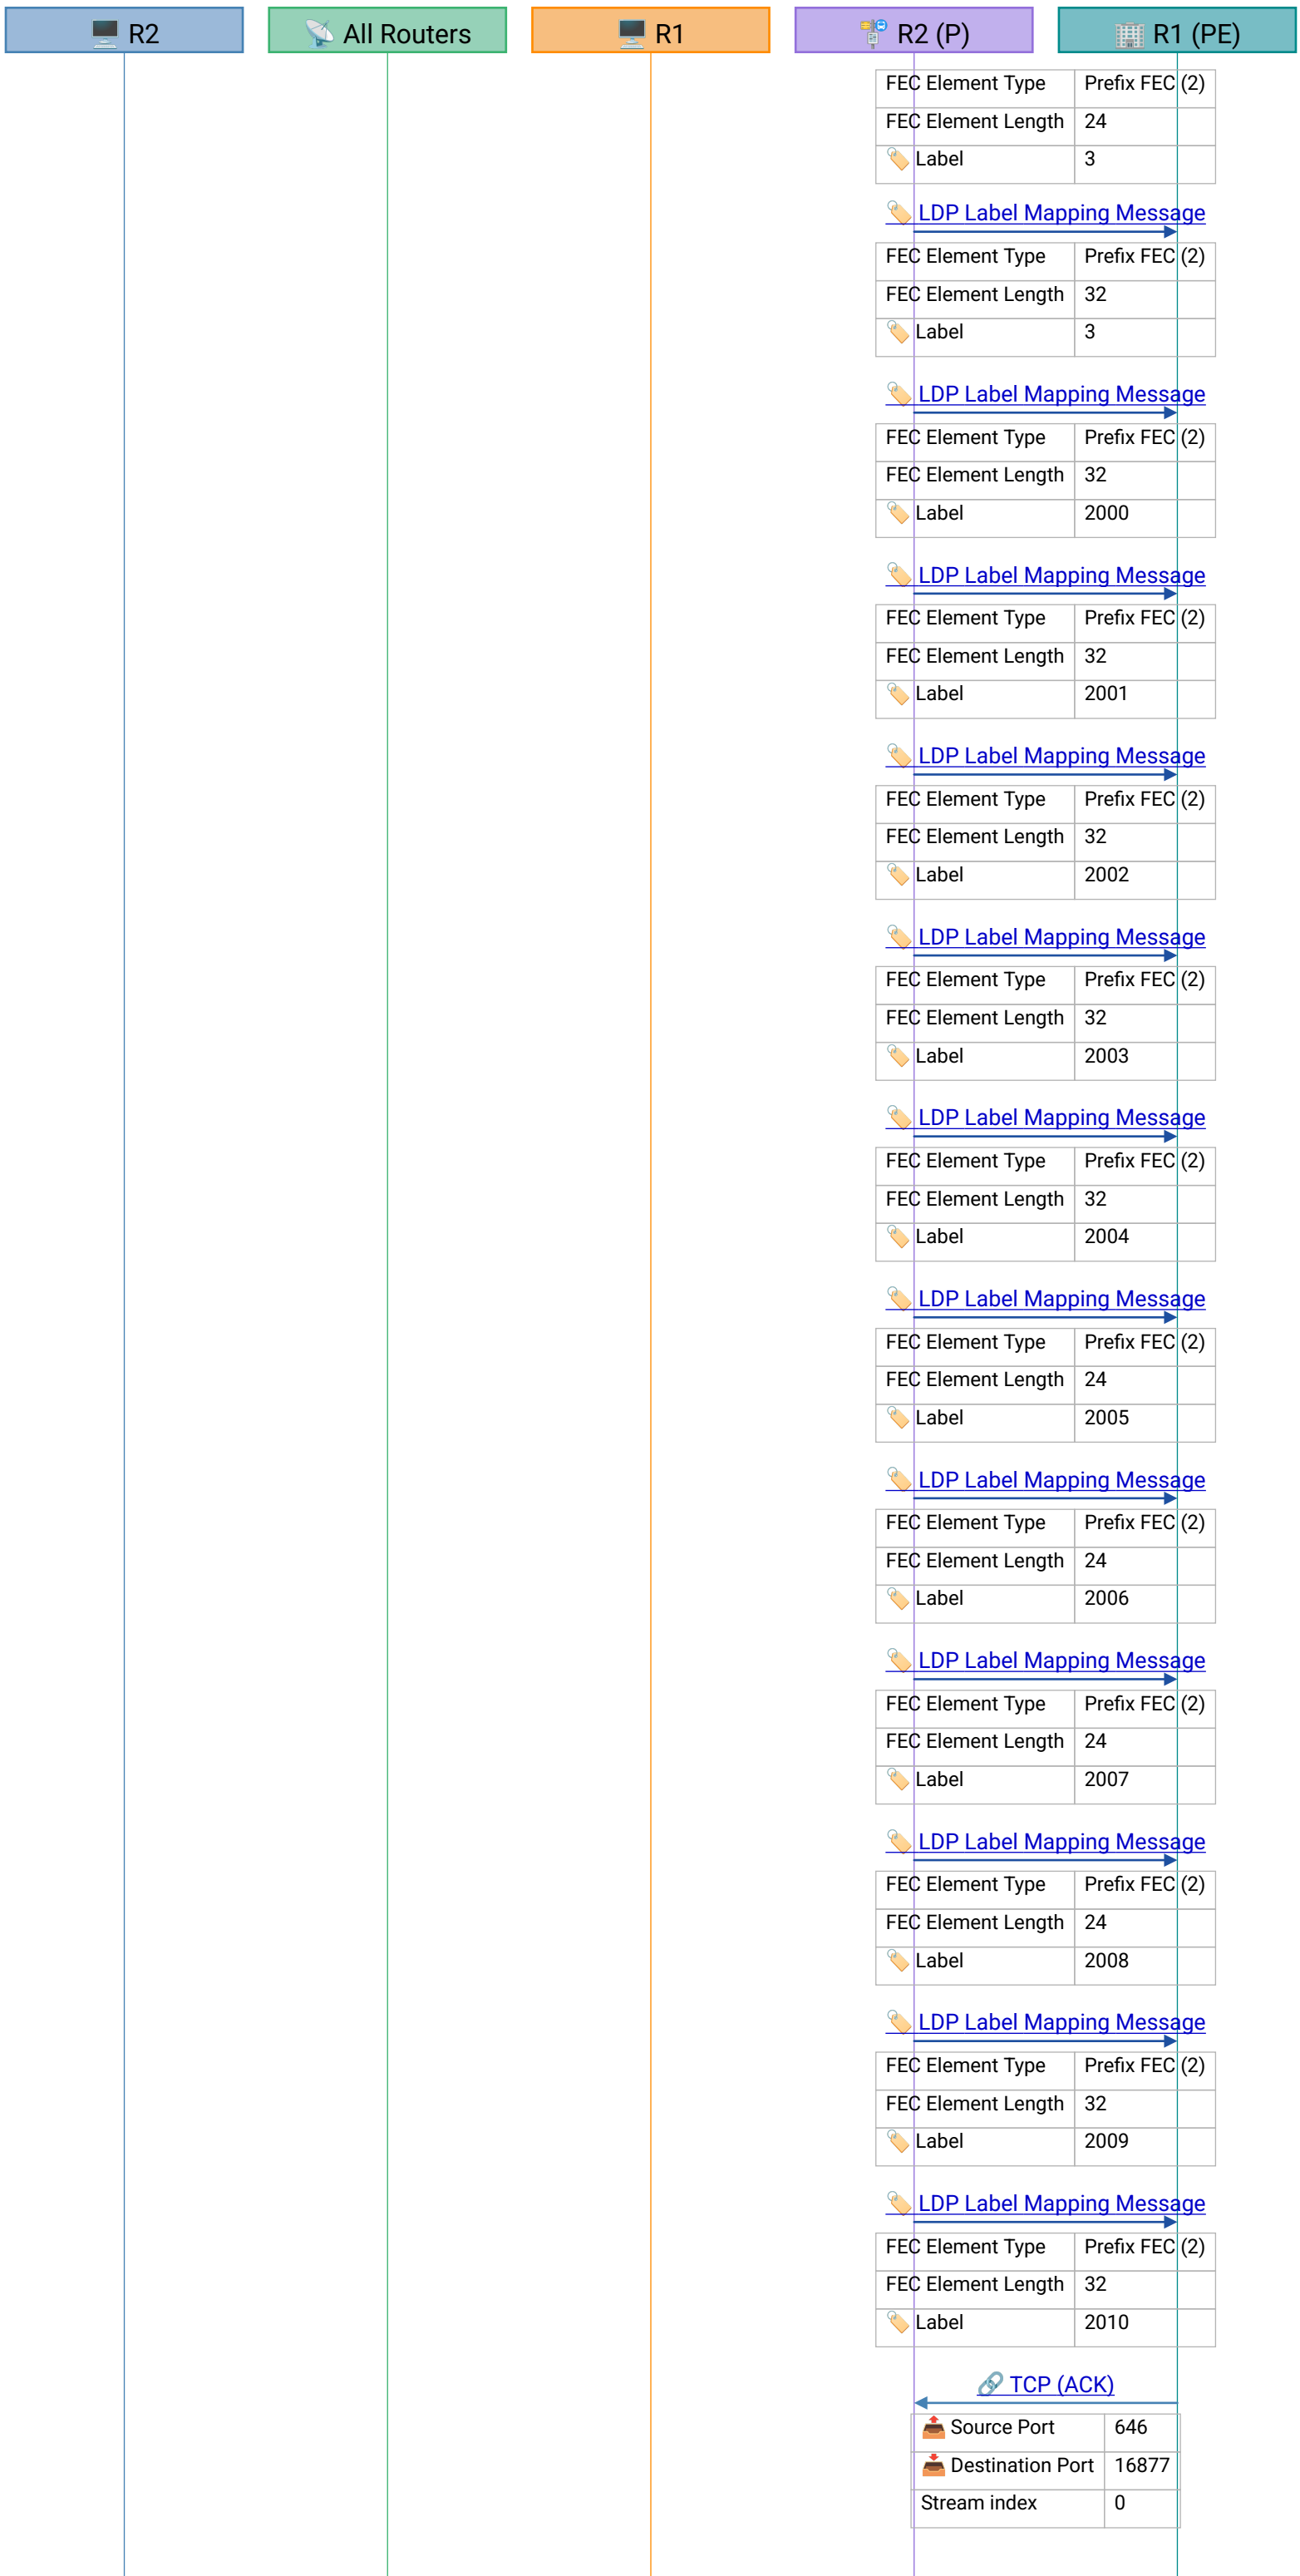 R2
All Routers
R1
R2 (P)
R1 (PE)
FEC Element Type Prefix FEC (2)
FEC Element Length 24
Label 3
LDP Label Mapping Message
FEC Element Type Prefix FEC (2)
FEC Element Length 32
Label 3
LDP Label Mapping Message
FEC Element Type Prefix FEC (2)
FEC Element Length 32
Label 2000
LDP Label Mapping Message
FEC Element Type Prefix FEC (2)
FEC Element Length 32
Label 2001
LDP Label Mapping Message
FEC Element Type Prefix FEC (2)
FEC Element Length 32
Label 2002
LDP Label Mapping Message
FEC Element Type Prefix FEC (2)
FEC Element Length 32
Label 2003
LDP Label Mapping Message
FEC Element Type Prefix FEC (2)
FEC Element Length 32
Label 2004
LDP Label Mapping Message
FEC Element Type Prefix FEC (2)
FEC Element Length 24
Label 2005
LDP Label Mapping Message
FEC Element Type Prefix FEC (2)
FEC Element Length 24
Label 2006
LDP Label Mapping Message
FEC Element Type Prefix FEC (2)
FEC Element Length 24
Label 2007
LDP Label Mapping Message
FEC Element Type Prefix FEC (2)
FEC Element Length 24
Label 2008
LDP Label Mapping Message
FEC Element Type Prefix FEC (2)
FEC Element Length 32
Label 2009
LDP Label Mapping Message
FEC Element Type Prefix FEC (2)
FEC Element Length 32
Label 2010
TCP (ACK)
Source Port 646
Destination Port 16877
Stream index 0